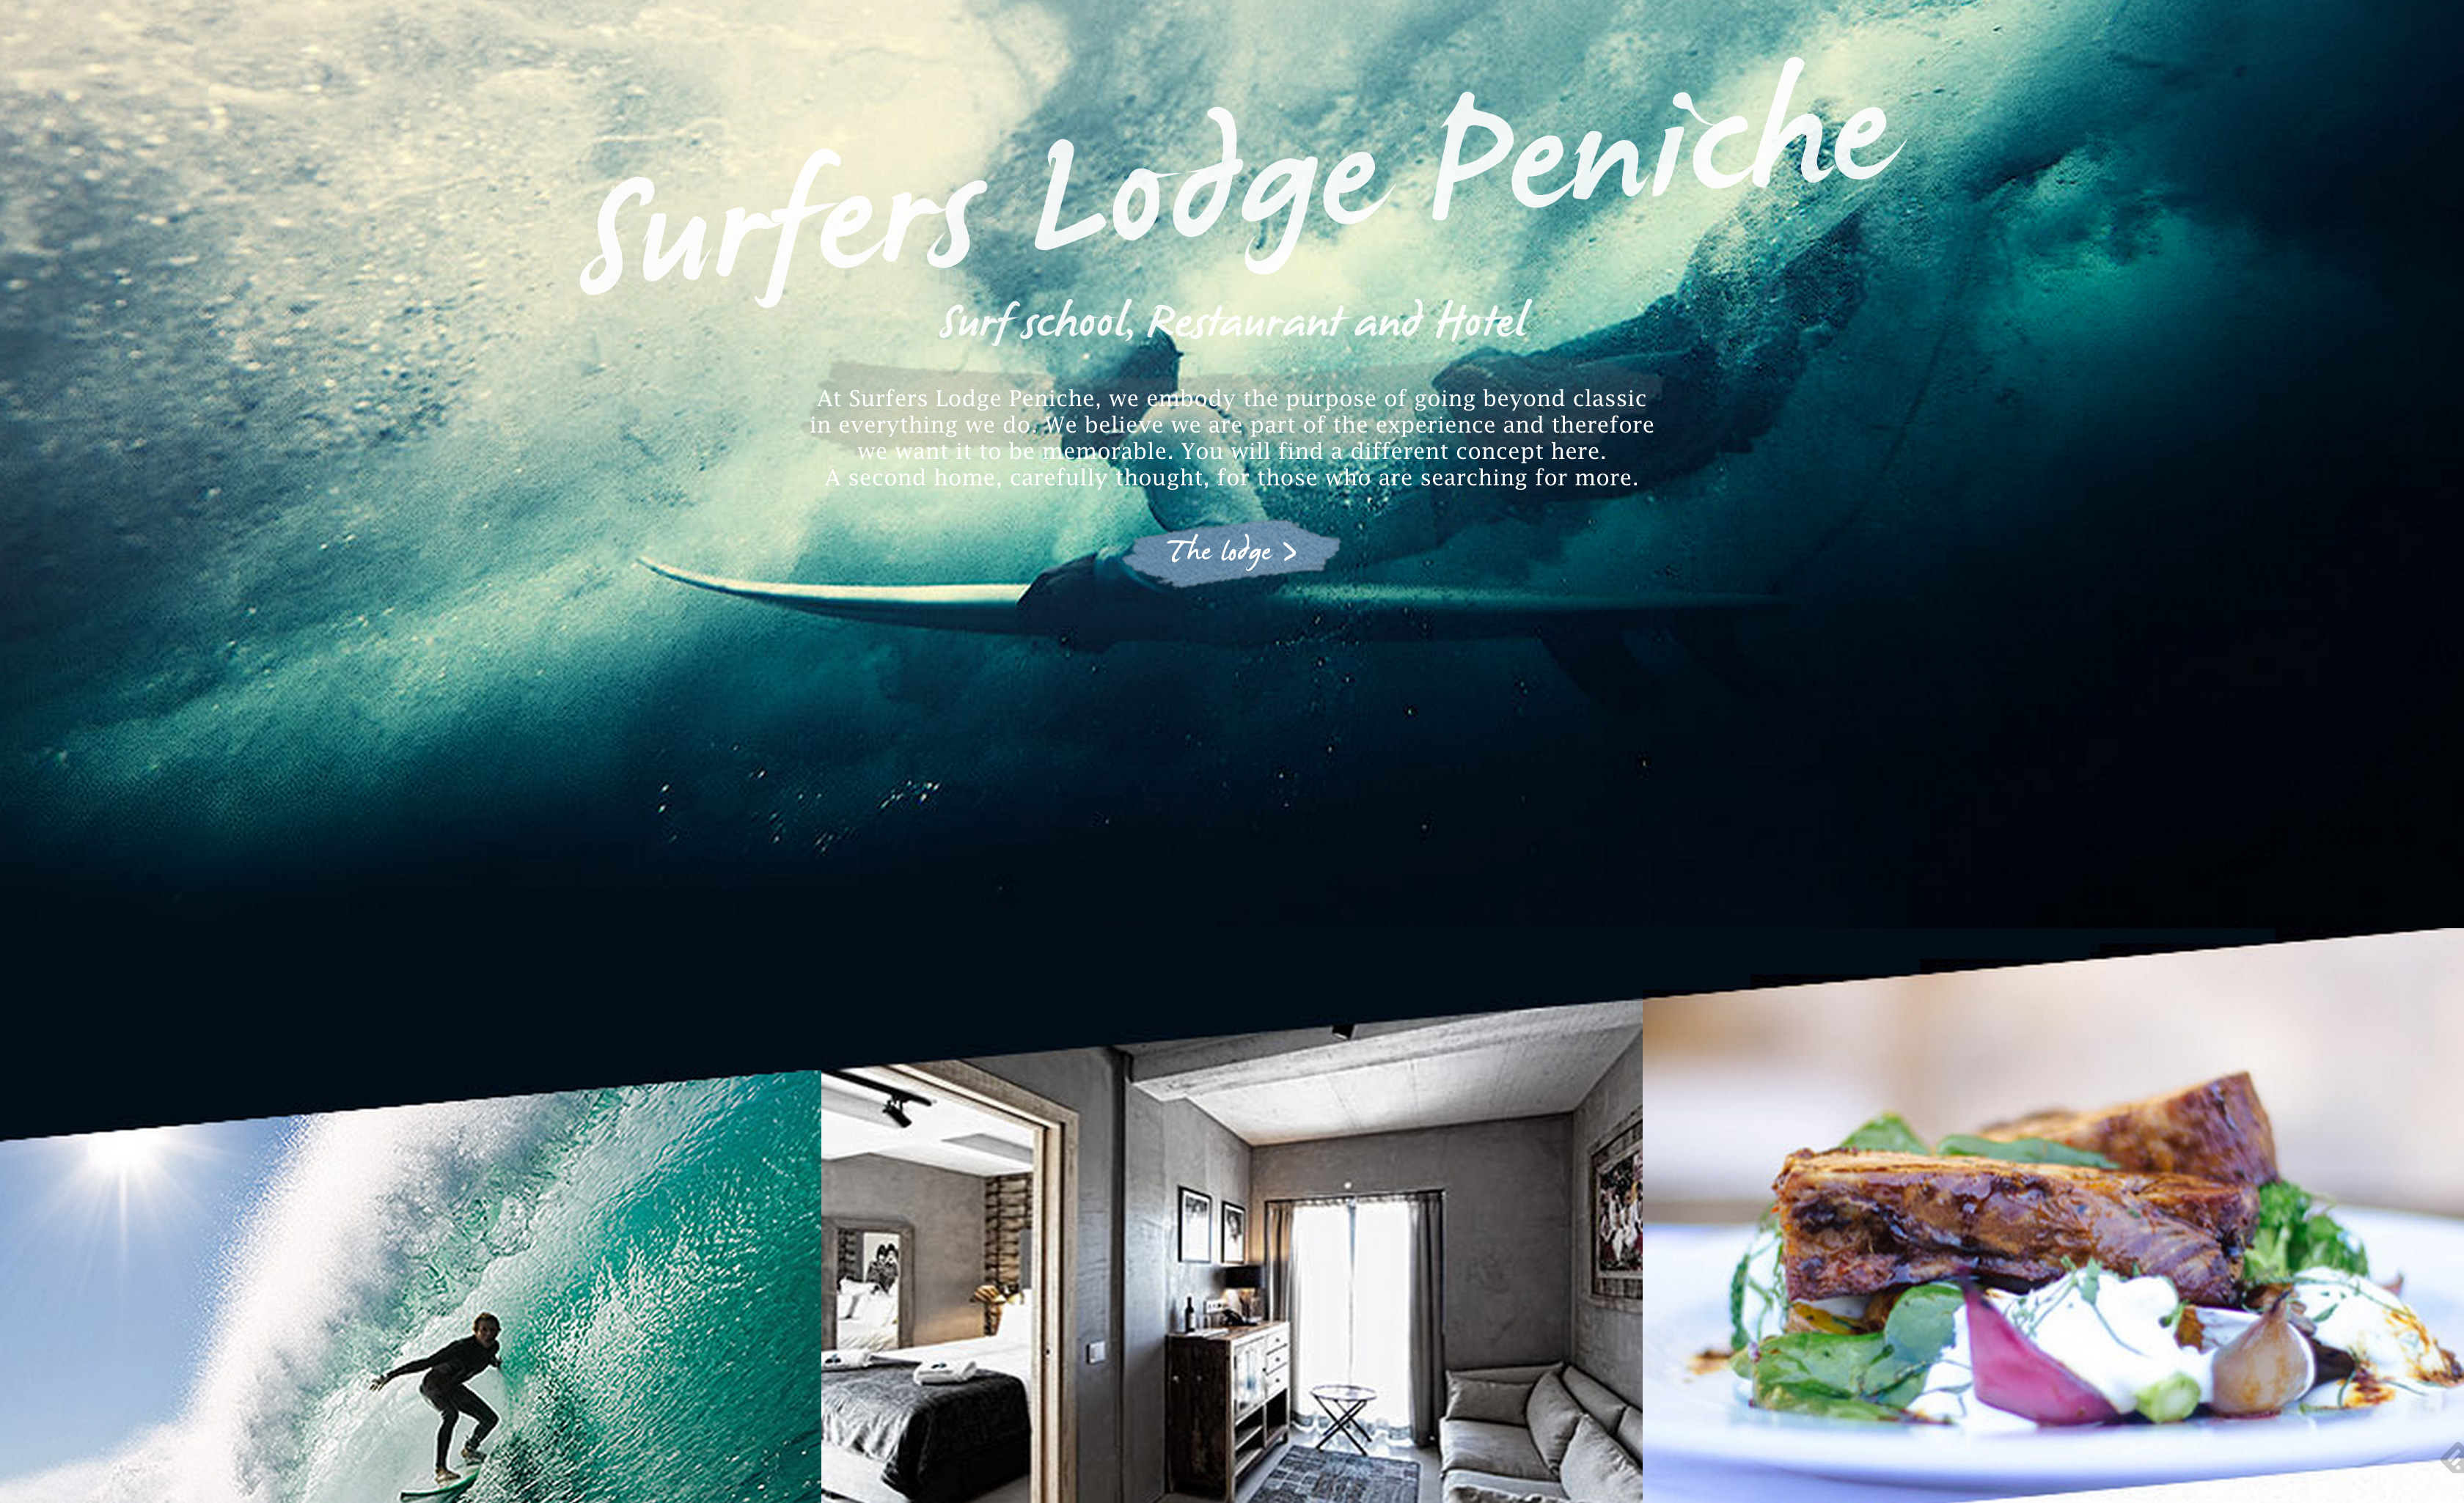 Surfers Lodge Peniche
Surf school, Restaurant and Hotel
At Surfers Lodge Peniche, we embody the purpose of going beyond classic
in everything we do. We believe we are part of the experience and therefore
we want it to be memorable. You will find a different concept here.
A second home, carefully thought, for those who are searching for more.
The lodge >